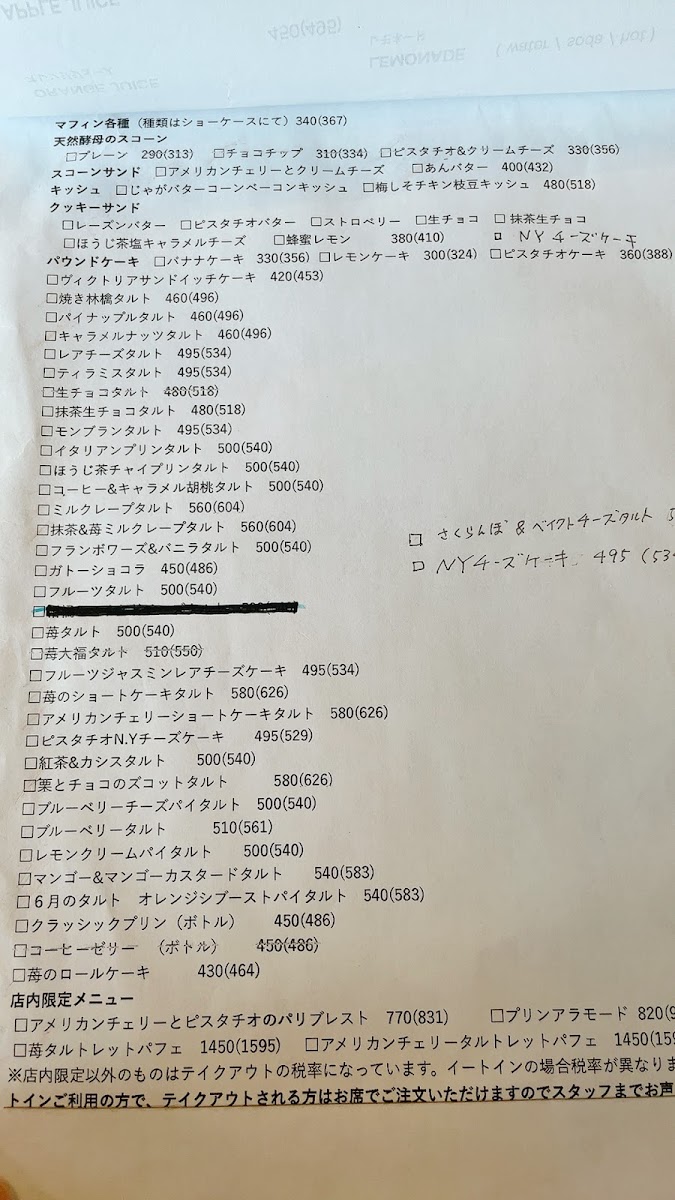 APPLE JUICE
450(495)
レモネード
LEMONADE (water / soda / hot)
オレンジジュース
ORANGE JUICE
マフィン各種（種類はショーケースにて）340(367)
天然酵母のスコーン
□プレーン 290(313) □チョコチップ 310(334) □ピスタチオ&クリームチーズ 330(356)
スコーンサンド □アメリカンチェリーとクリームチーズ □あんバター 400(432)
キッシュ □じゃがバターコーンベーコンキッシュ □梅しそチキン枝豆キッシュ 480(518)
クッキーサンド
□レーズンバター □ピスタチオバター □ストロベリー □生チョコ □抹茶生チョコ
□ほうじ茶塩キャラメルチーズ □蜂蜜レモン 380(410) □ NYチーズケーキ
パウンドケーキ □バナナケーキ 330(356) □レモンケーキ 300(324) □ピスタチオケーキ 360(388)
□ヴィクトリアサンドイッチケーキ 420(453)
□焼き林檎タルト 460(496)
□パイナップルタルト 460(496)
□キャラメルナッツタルト 460(496)
□レアチーズタルト 495(534)
□ティラミスタルト 495(534)
□生チョコタルト 480(518)
□抹茶生チョコタルト 480(518)
□モンブランタルト 495(534)
□イタリアンプリンタルト 500(540)
□ほうじ茶チャイプリンタルト 500(540)
□コーヒー&キャラメル胡桃タルト 500(540)
□ミルクレープタルト 560(604)
□抹茶&苺ミルクレープタルト 560(604)
□ さくらんぼ & ベイクトチーズタルト
□フランボワーズ&バニラタルト 500(540)
□ NYチーズケーキ 495 (534
□ガトーショコラ 450(486)
□フルーツタルト 500(540)
□苺タルト 500(540)
□苺大福タルト 510(550)
□フルーツジャスミンレアチーズケーキ 495(534)
□苺のショートケーキタルト 580(626)
□アメリカンチェリーショートケーキタルト 580(626)
□ピスタチオN.Yチーズケーキ 495(529)
□紅茶&カシスタルト 500(540)
□栗とチョコのズコットタルト 580(626)
□ブルーベリーチーズパイタルト 500(540)
□ブルーベリータルト 510(561)
□レモンクリームパイタルト 500(540)
□マンゴー&マンゴーカスタードタルト 540(583)
□６月のタルト オレンジシブーストパイタルト 540(583)
□クラッシックプリン（ボトル） 450(486)
□コーヒーゼリー （ボトル） 450(486)
□苺のロールケーキ 430(464)
店内限定メニュー
□アメリカンチェリーとピスタチオのパリブレスト 770(831) □プリンアラモード 820(9
□苺タルトレットパフェ 1450(1595) □アメリカンチェリータルトレットパフェ 1450(159
※店内限定以外のものはテイクアウトの税率になっています。イートインの場合税率が異なりま
トインご利用の方で、テイクアウトされる方はお席でご注文いただけますのでスタッフまでお声